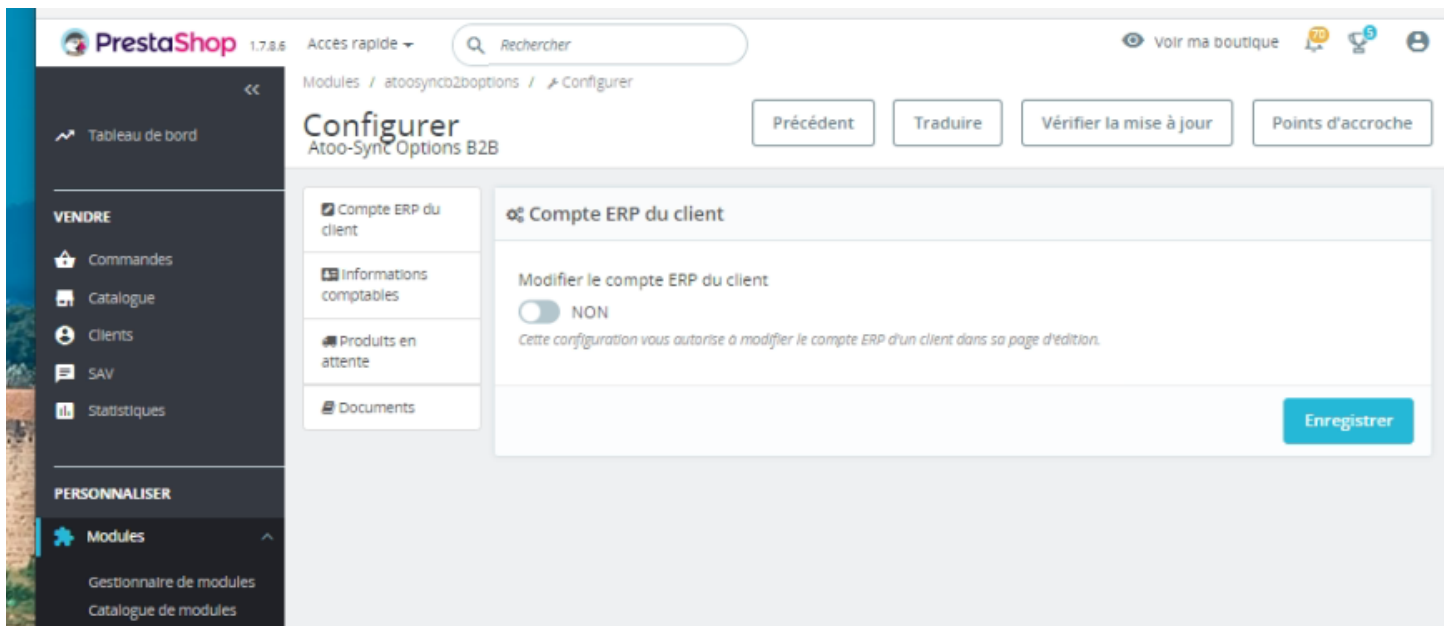 PrestaShop 1.7.8.6 Accès rapide Rechercher Voir ma boutique 70 5
Modules / atoosyncb2boptions / Configurer
Configurer
Atoo-Sync Options B2B
Précédent Traduire Vérifier la mise à jour Points d'accroche
Tableau de bord
VENDRE
Commandes
Catalogue
Clients
SAV
Statistiques
PERSONNALISER
Modules
Gestionnaire de modules
Catalogue de modules
Compte ERP du
client
Informations
comptables
Produits en
attente
Documents
Compte ERP du client
Modifier le compte ERP du client
NON
Cette configuration vous autorise à modifier le compte ERP d'un client dans sa page d'édition.
Enregistrer